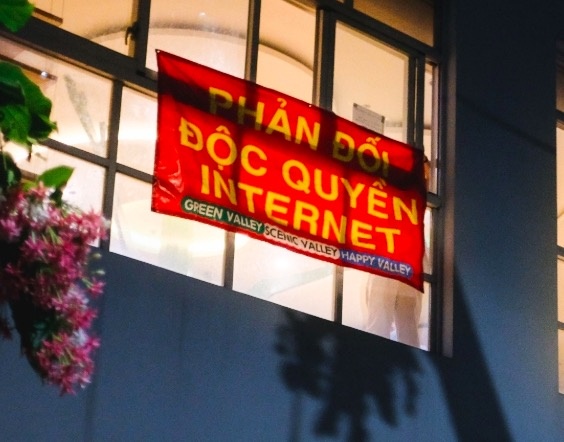 PHẢN ĐỐI
ĐỘC QUYỀN
INTERNET
GREEN VALLEY SCENIC VALLEY HAPPY VALLEY